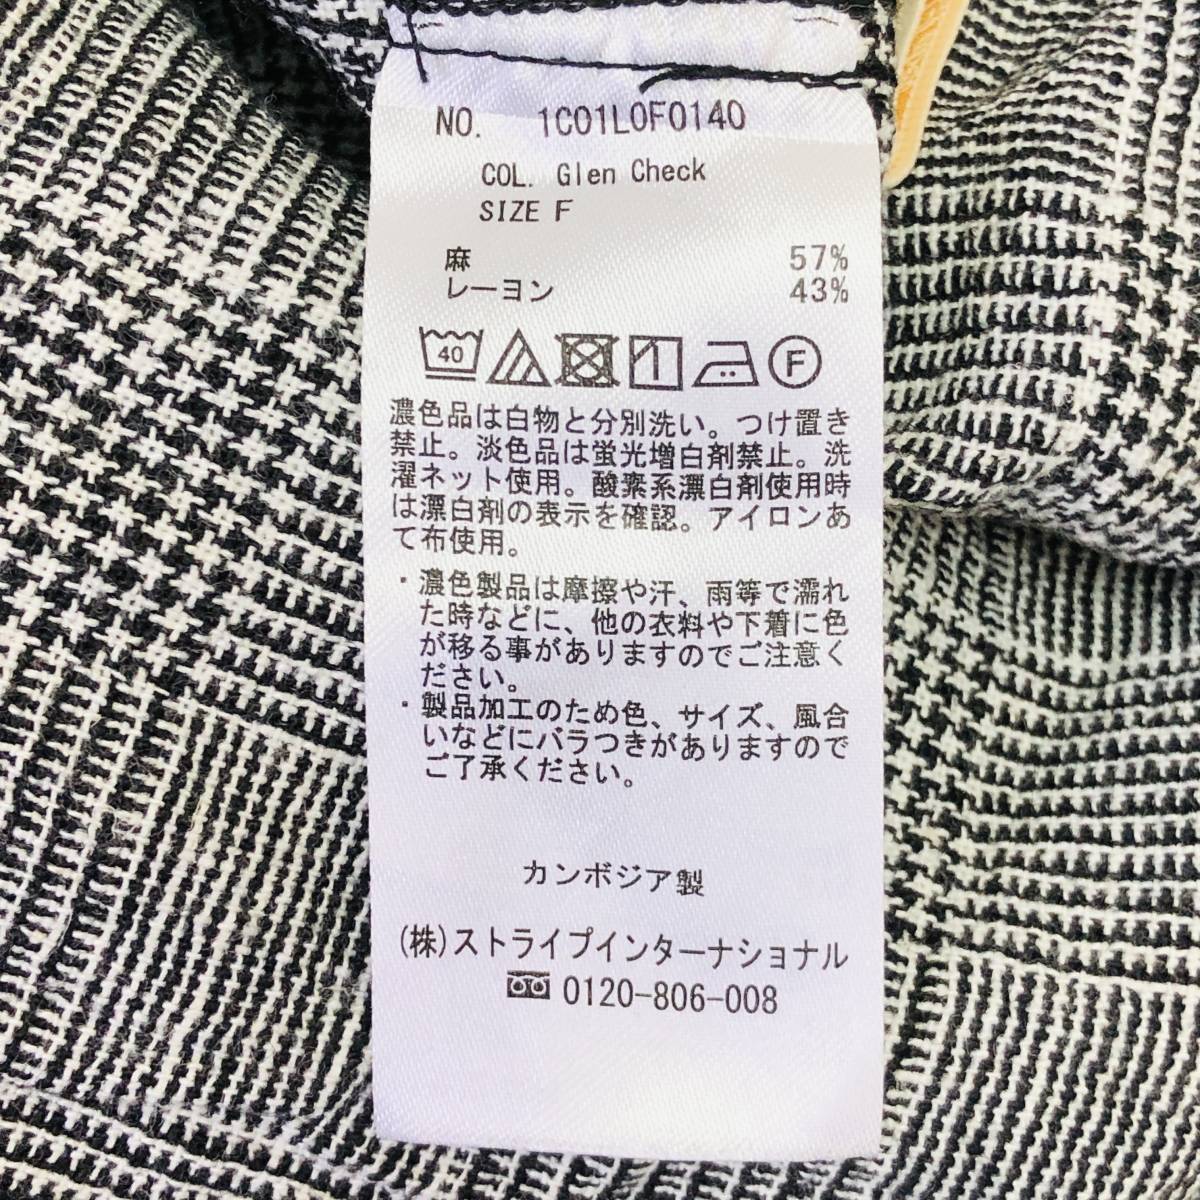 NO. 1C01L0F0140
COL. Glen Check
SIZE F
麻 57%
レーヨン 43%
40 F
濃色品は白物と分別洗い。つけ置き
禁止。淡色品は蛍光増白剤禁止。洗
濯ネット使用。酸素系漂白剤使用時
は漂白剤の表示を確認。アイロンあ
て布使用。
・濃色製品は摩擦や汗、雨等で濡れ
た時などに、他の衣料や下着に色
が移る事がありますのでご注意く
ださい。
・製品加工のため色、サイズ、風合
いなどにバラつきがありますので
ご了承ください。
カンボジア製
(株)ストライプインターナショナル
0120-806-008